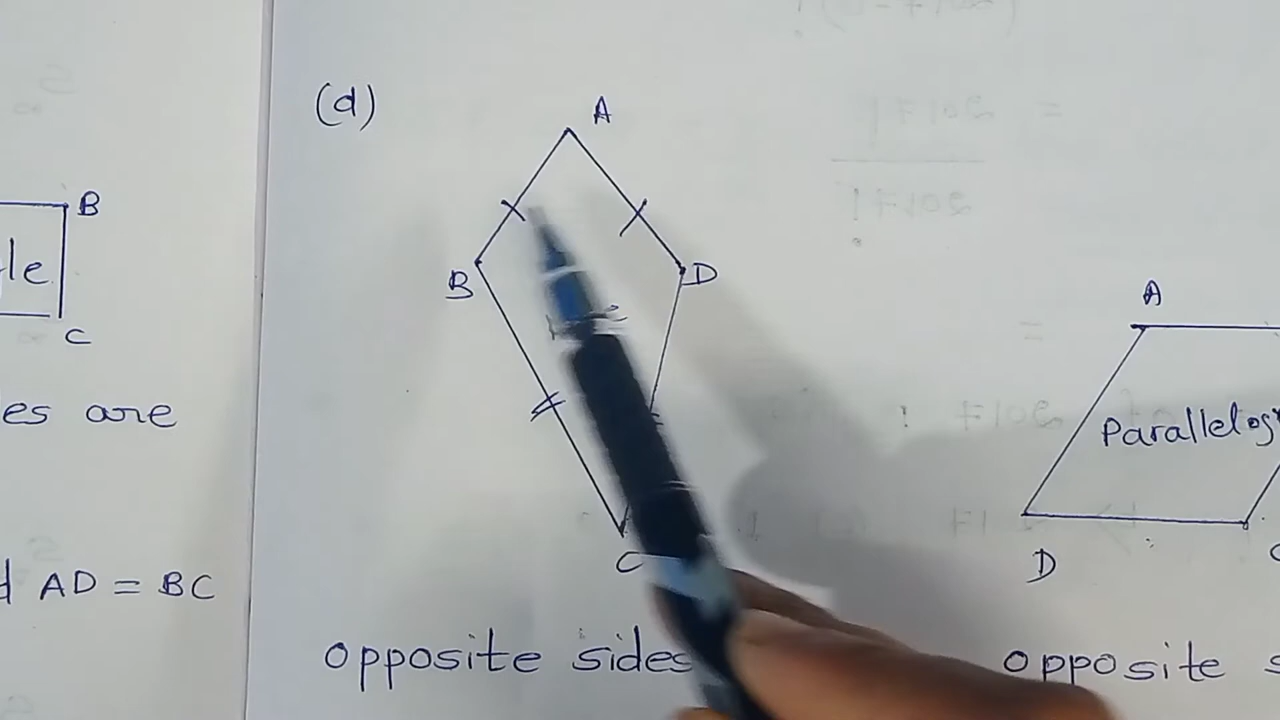 (d)
A
B
B
D
C
C
A
Parallelog
D
le
es are
AD = BC
opposite sides
opposite